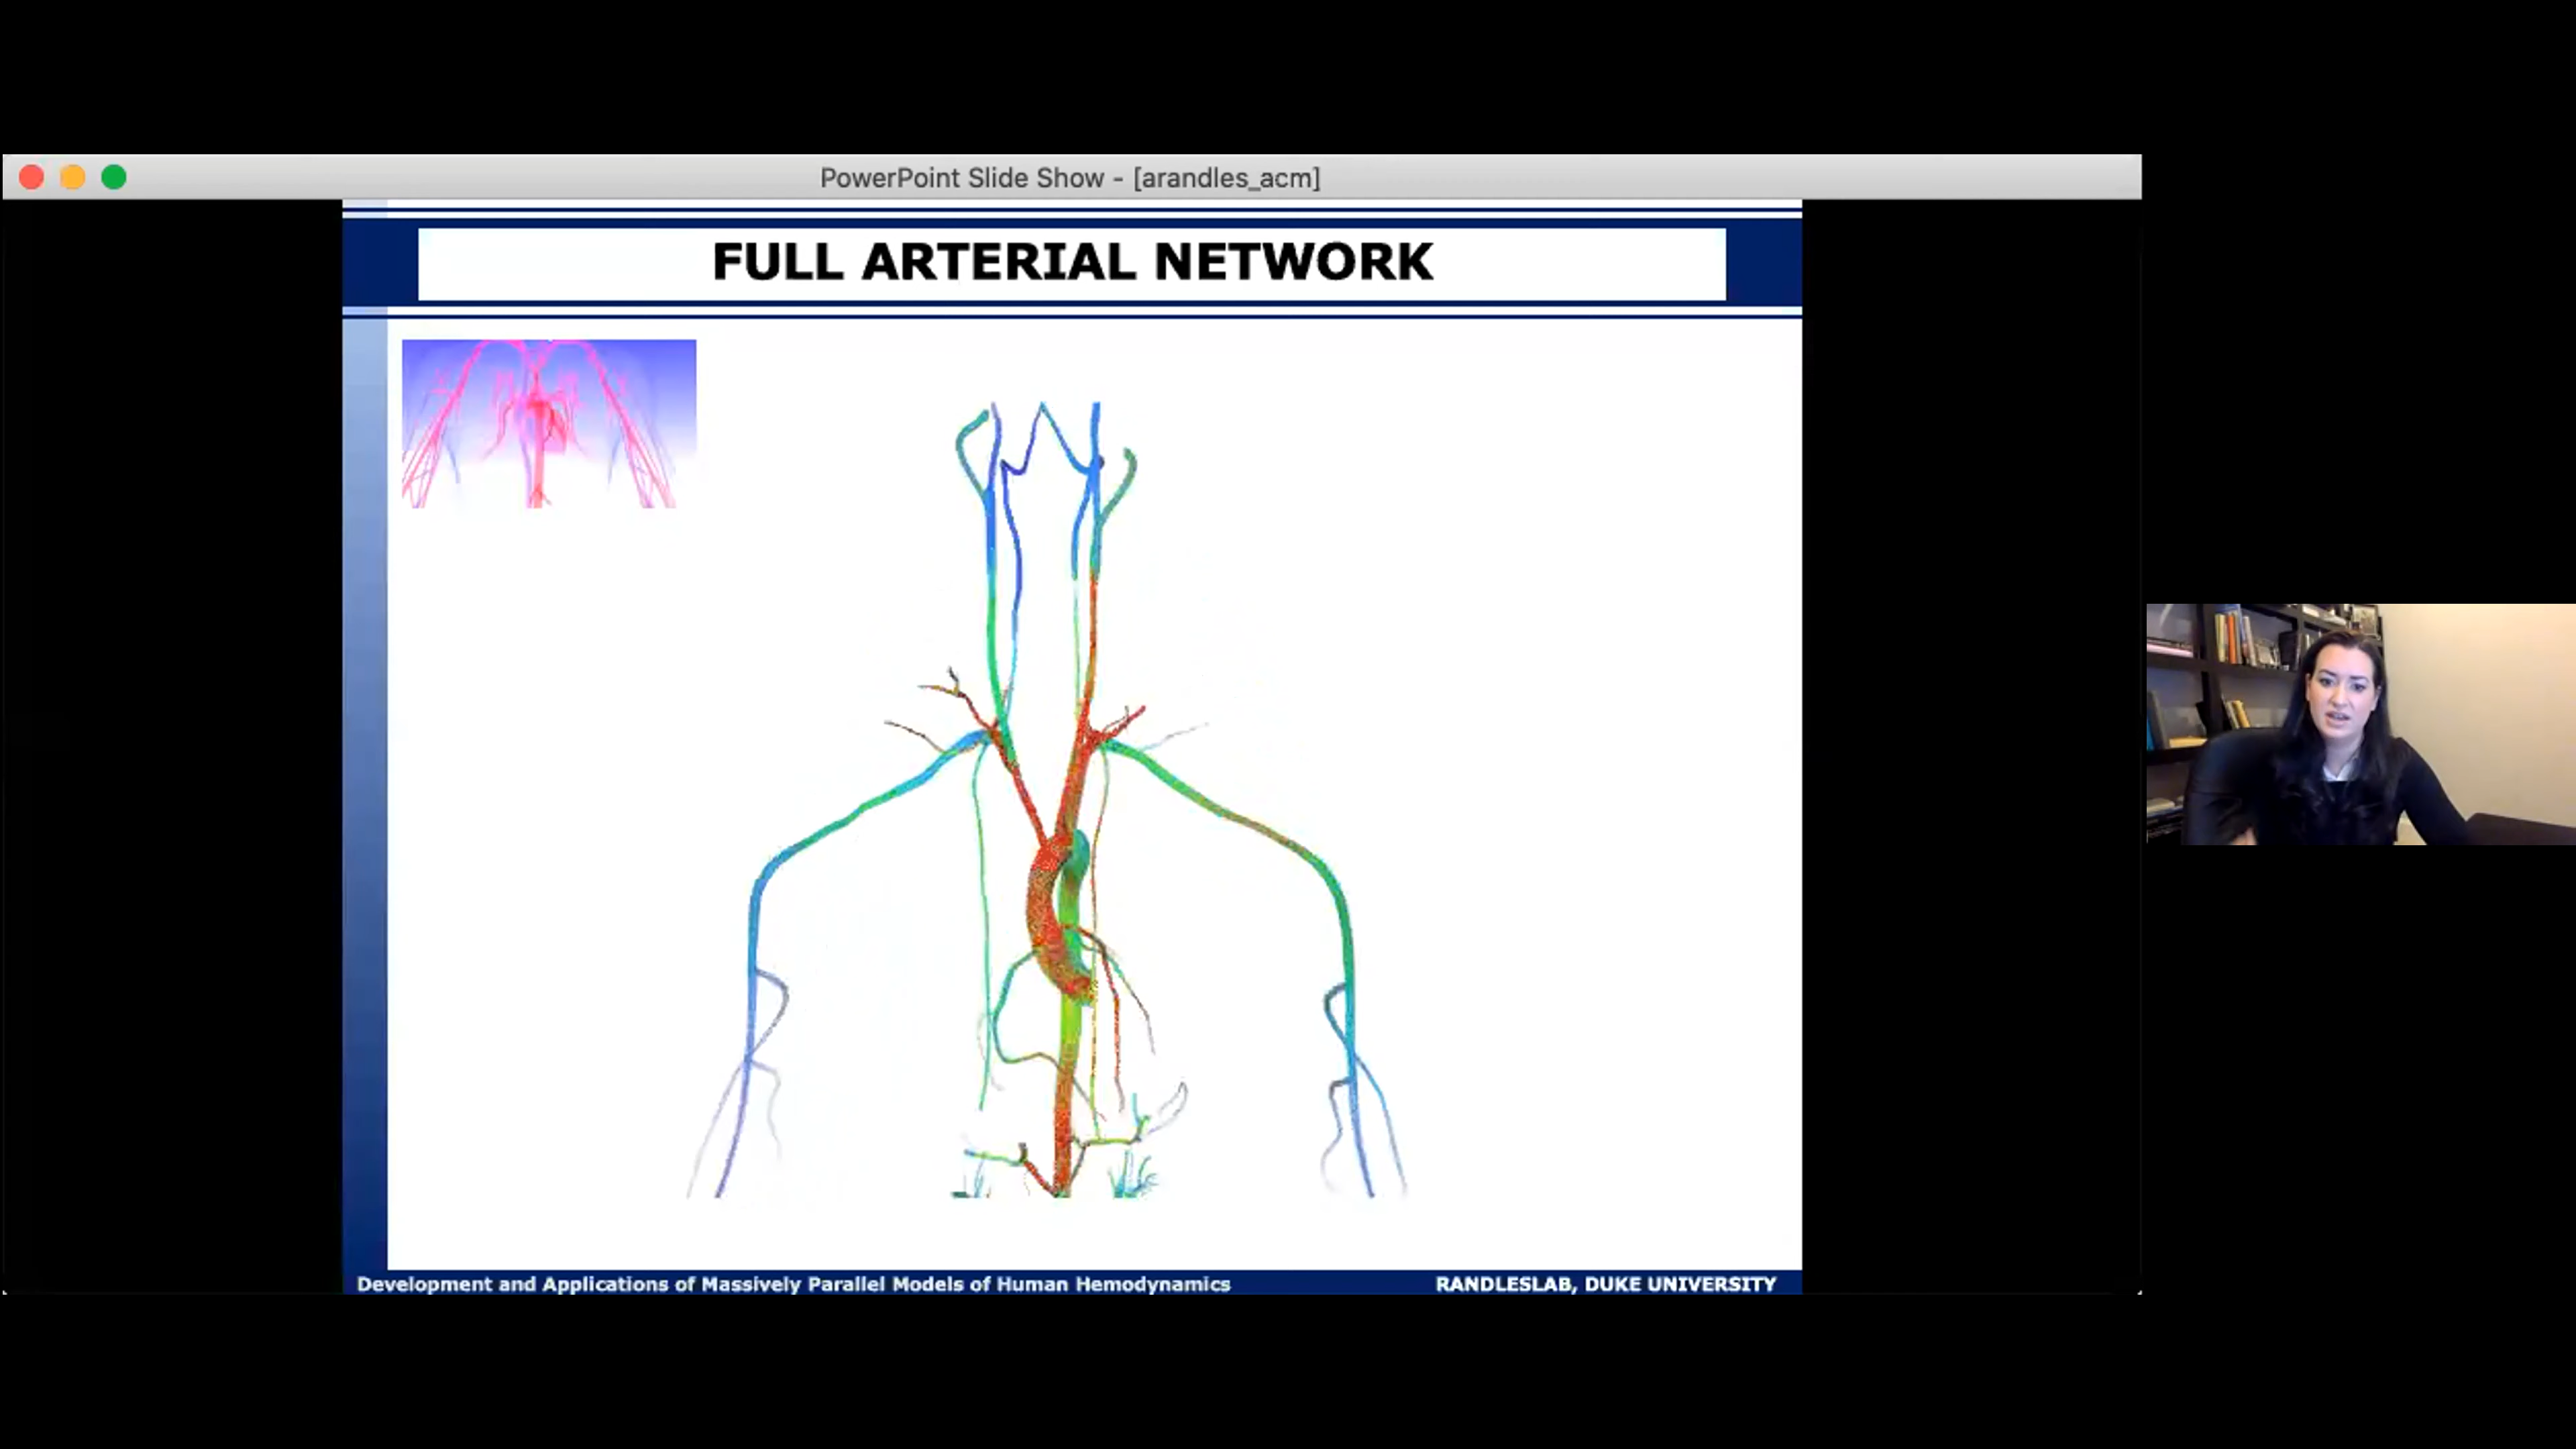 PowerPoint Slide Show - [arandles_acm]
FULL ARTERIAL NETWORK
Development and Applications of Massively Parallel Models of Human Hemodynamics
RANDLESLAB, DUKE UNIVERSITY